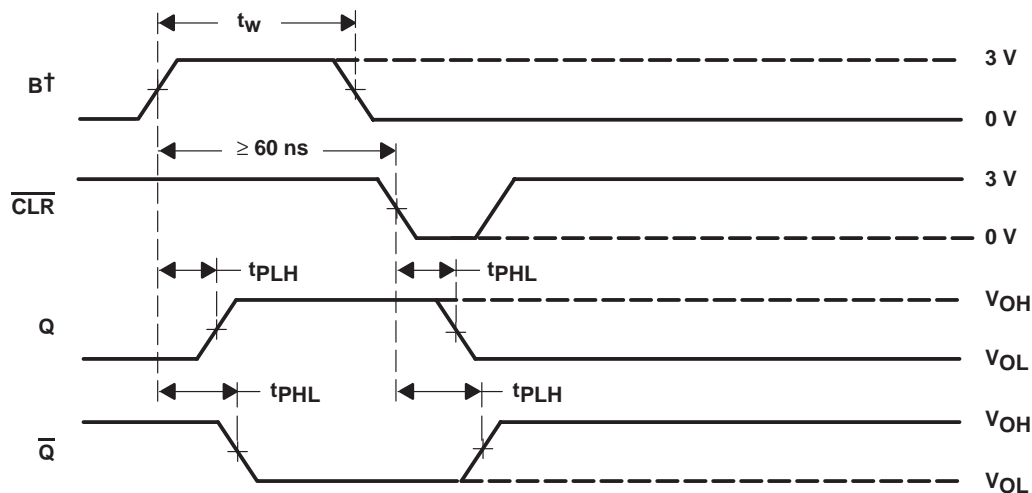 tw
3 V
B†
0 V
≥ 60 ns
3 V
CLR
0 V
tPLH
tPHL
VOH
Q
VOL
tPHL
tPLH
VOH
Q
VOL